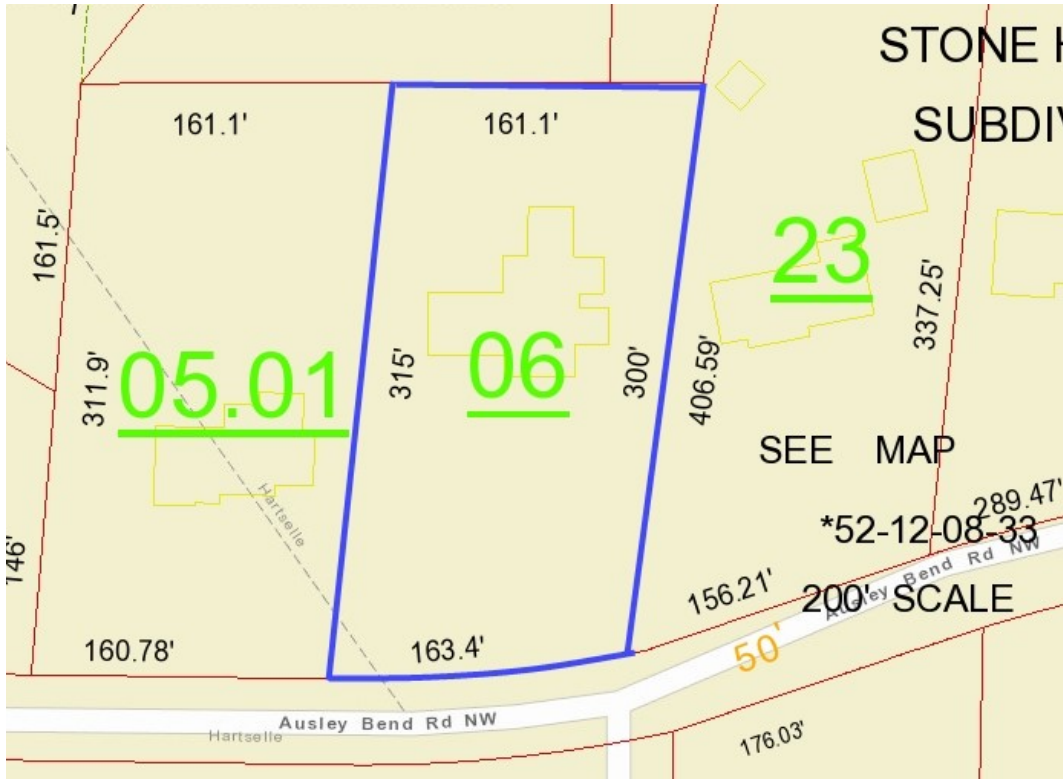 STONE H
SUBDIV
161.1'
161.1'
161.5'
23
337.25'
311.9'
05.01
315'
06
300'
406.59'
SEE MAP
*52-12-08-33
289.47'
Hartselle
146'
156.21'
200' SCALE
Ausley Bend Rd NW
160.78'
163.4'
50'
Ausley Bend Rd NW
Hartselle
176.03'